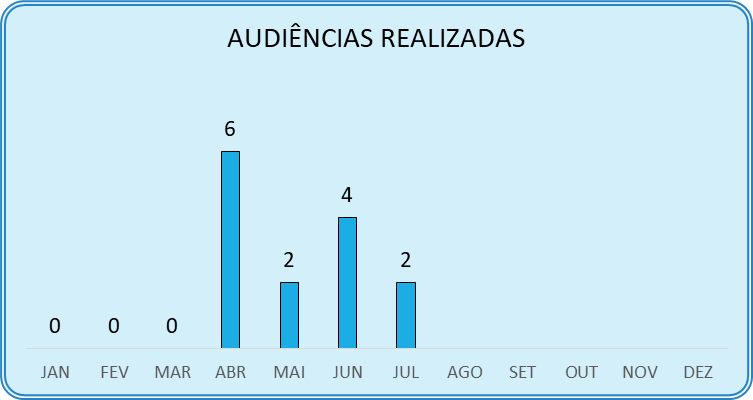 AUDIÊNCIAS REALIZADAS
6
4
2
2
0
0
0
JAN
FEV
MAR
ABR
MAI
JUN
JUL
AGO
SET
OUT
NOV
DEZ